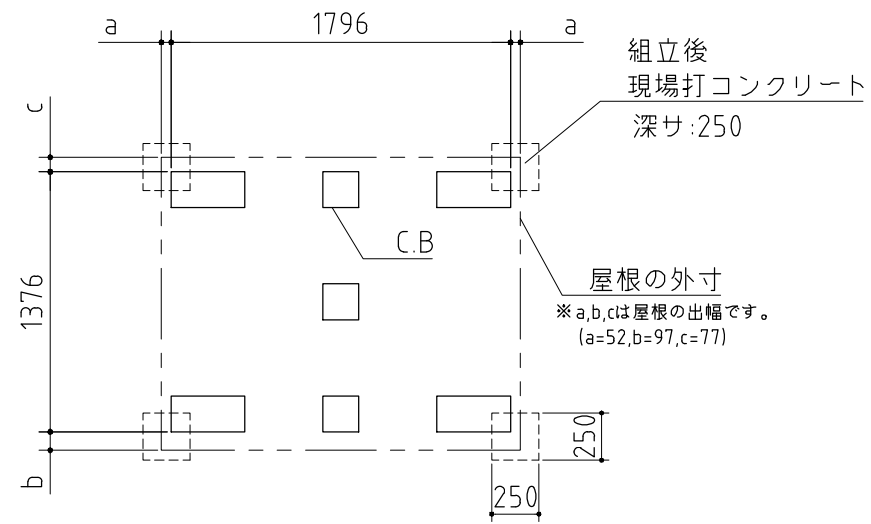 a
1796
a
組立後
現場打コンクリート
深サ:250
c
C.B
1376
屋根の外寸
※a,b,cは屋根の出幅です。
(a=52,b=97,c=77)
250
b
250